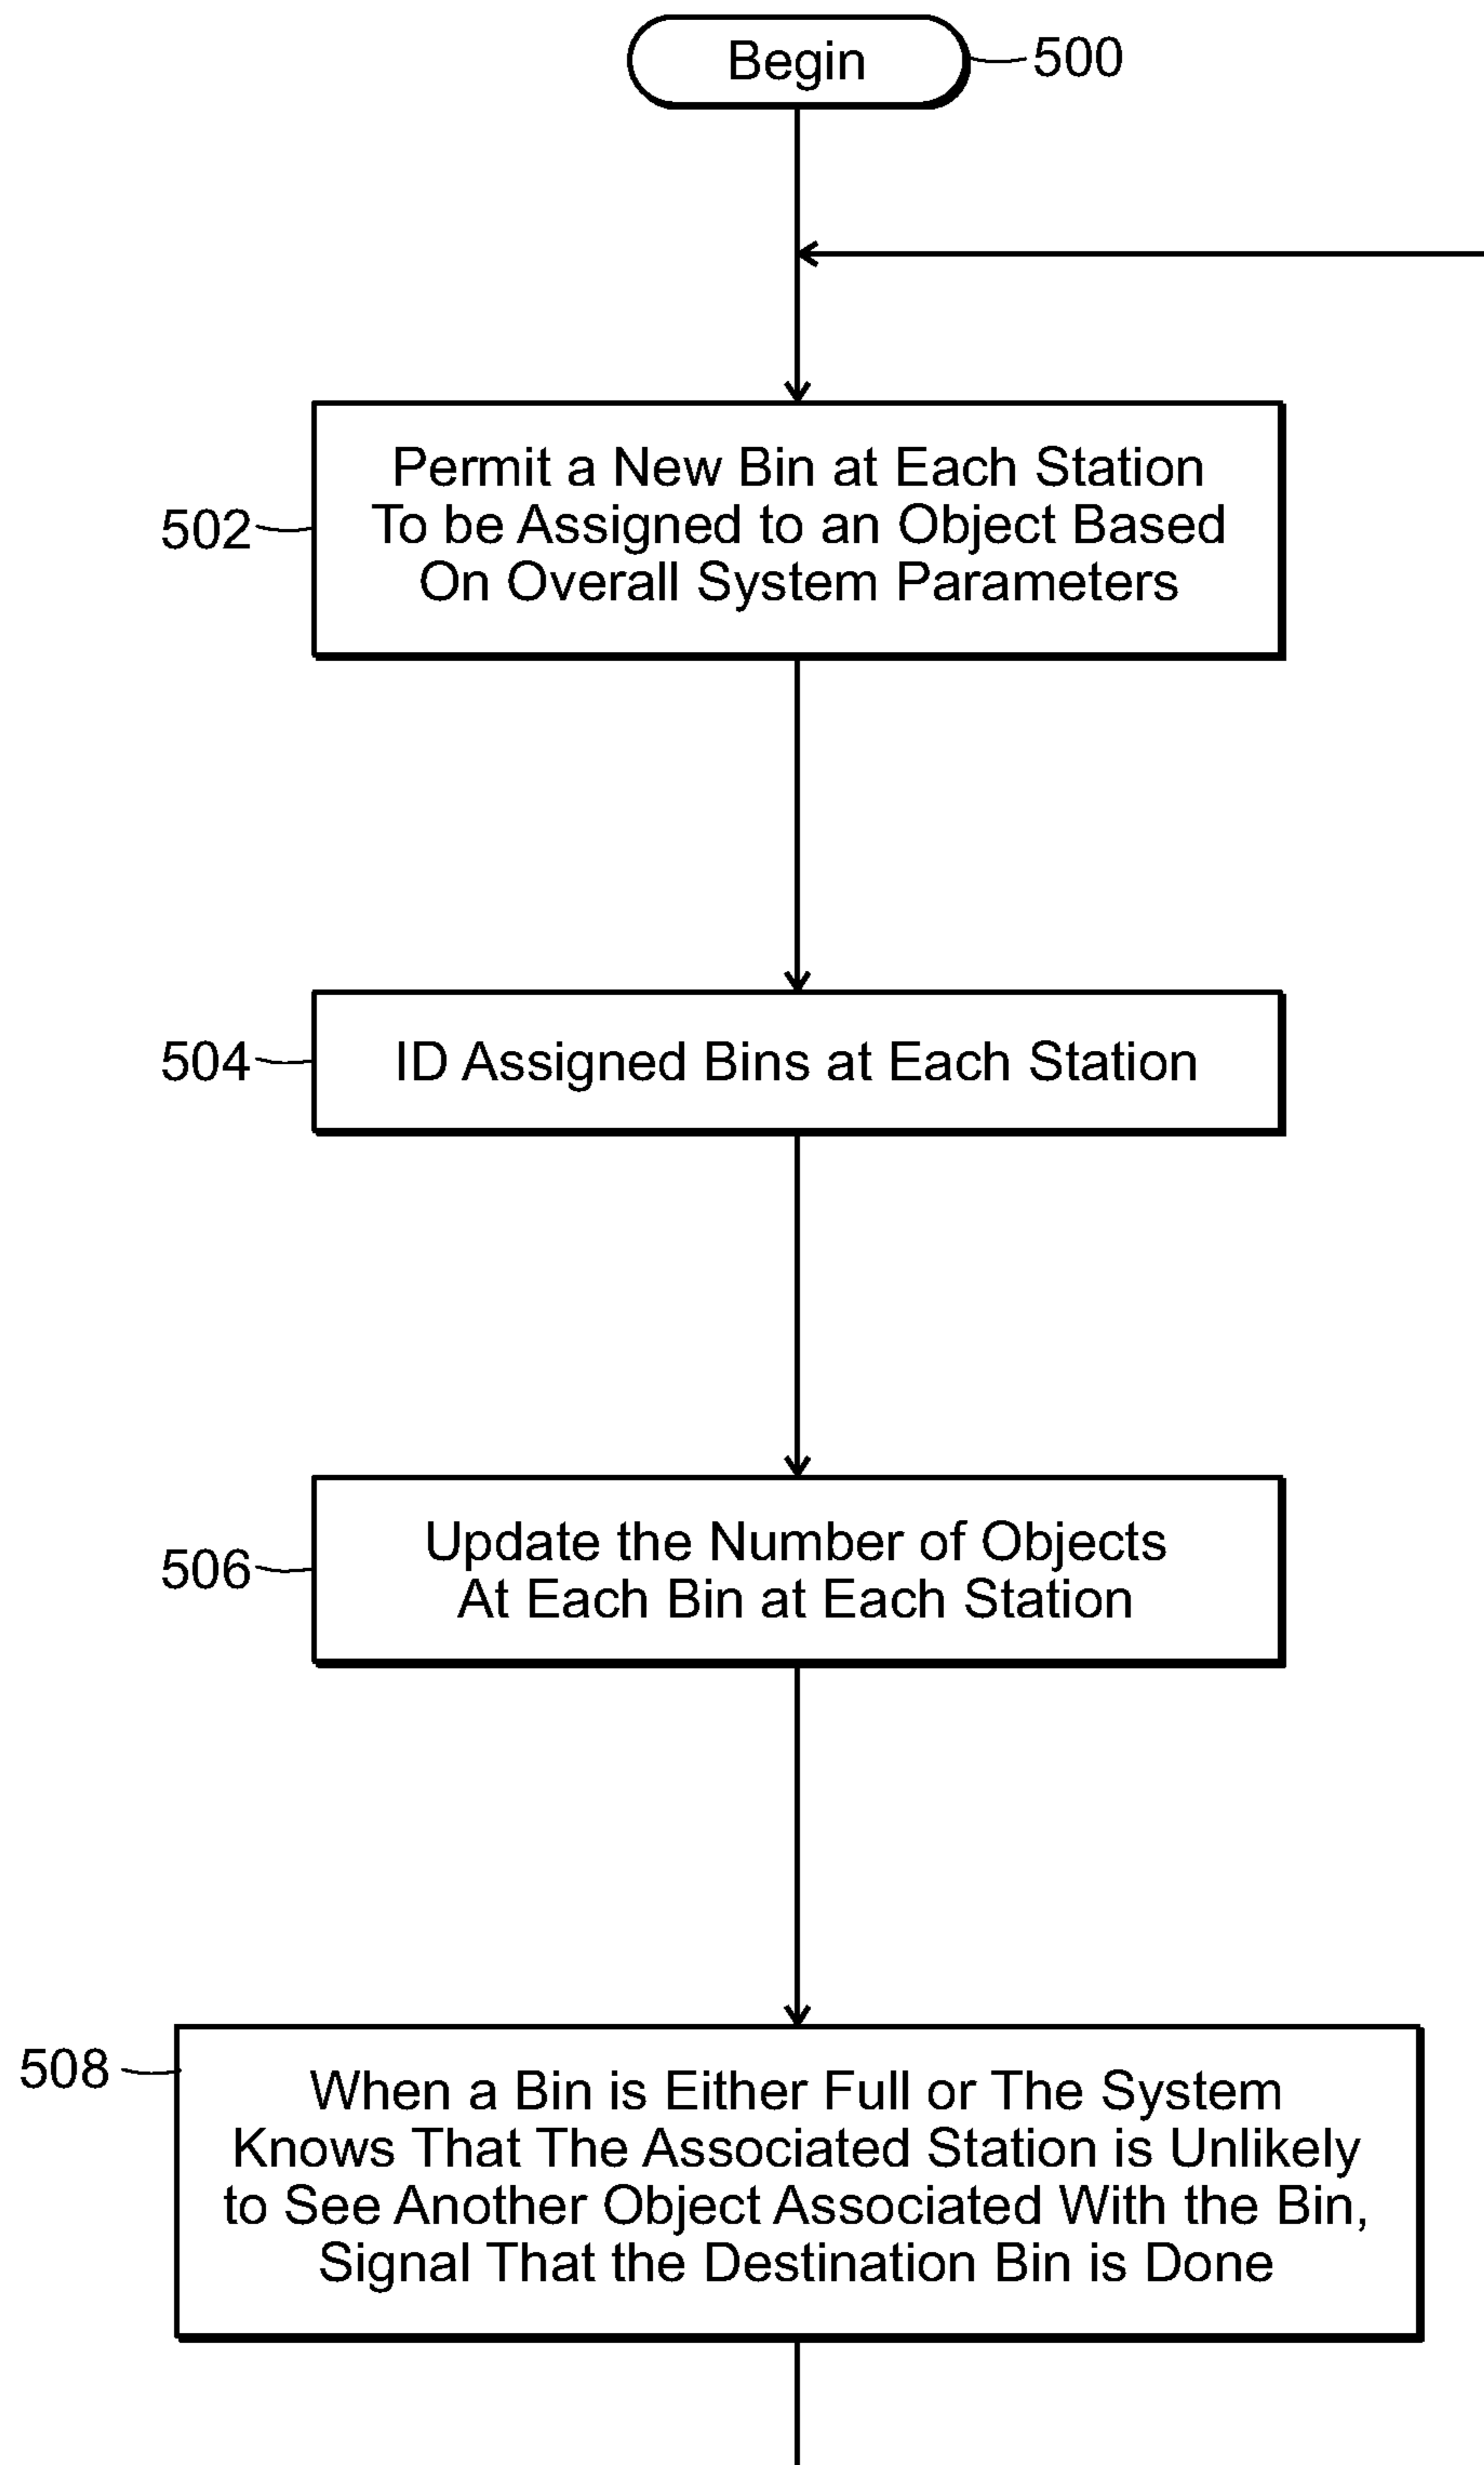 Begin
500
502
Permit a New Bin at Each Station
To be Assigned to an Object Based
On Overall System Parameters
504
ID Assigned Bins at Each Station
506
Update the Number of Objects
At Each Bin at Each Station
508
When a Bin is Either Full or The System
Knows That The Associated Station is Unlikely
to See Another Object Associated With the Bin,
Signal That the Destination Bin is Done